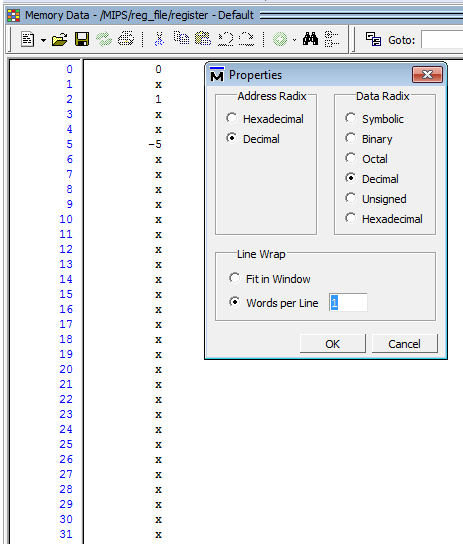 Memory Data - /MIPS/reg_file/register - Default
Goto:
0 0
1 x
2 1
3 x
4 x
5 -5
6 x
7 x
8 x
9 x
10 x
11 x
12 x
13 x
14 x
15 x
16 x
17 x
18 x
19 x
20 x
21 x
22 x
23 x
24 x
25 x
26 x
27 x
28 x
29 x
30 x
31 x
Properties
Address Radix
Hexadecimal
Decimal
Data Radix
Symbolic
Binary
Octal
Decimal
Unsigned
Hexadecimal
Line Wrap
Fit in Window
Words per Line 1
OK Cancel